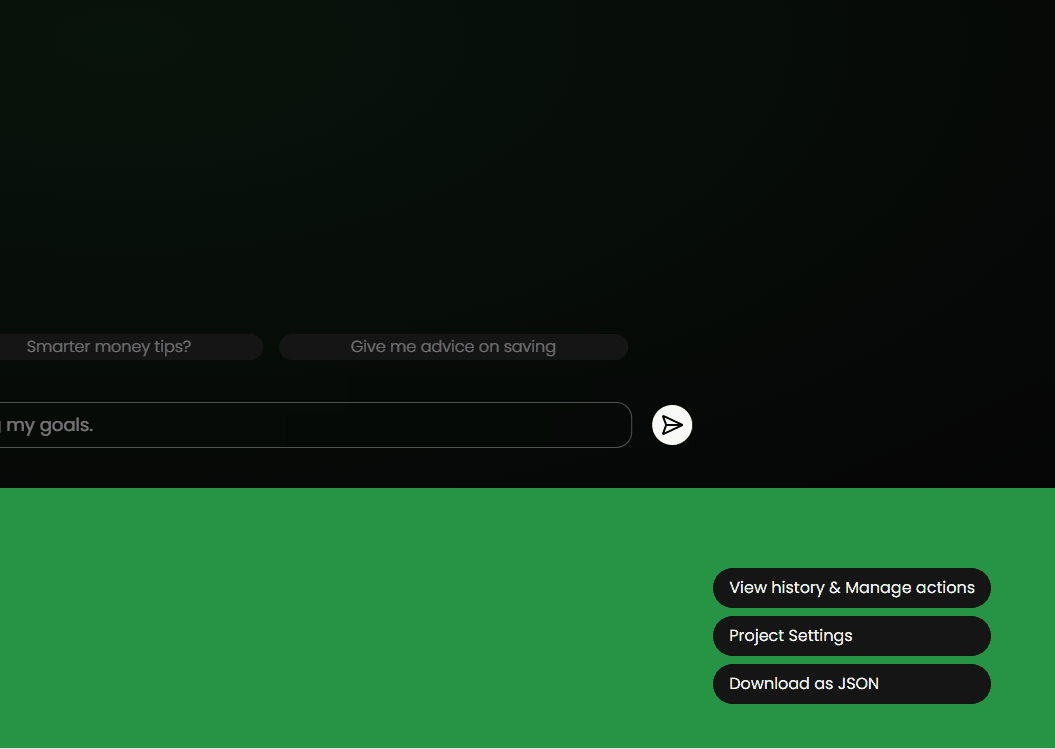 Smarter money tips?
Give me advice on saving
my goals.
View history & Manage actions
Project Settings
Download as JSON